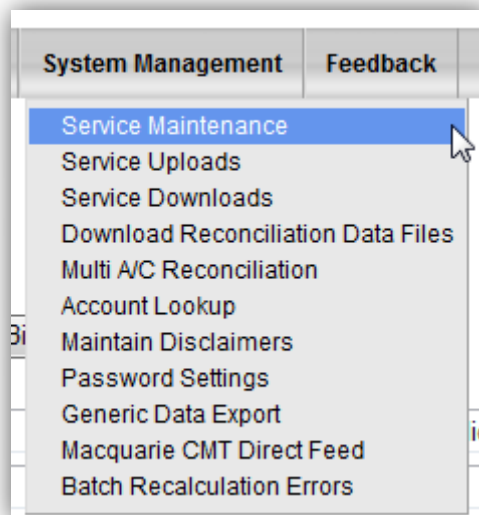 System Management Feedback
Service Maintenance
Service Uploads
Service Downloads
Download Reconciliation Data Files
Multi A/C Reconciliation
Account Lookup
Maintain Disclaimers
Password Settings
Generic Data Export
Macquarie CMT Direct Feed
Batch Recalculation Errors